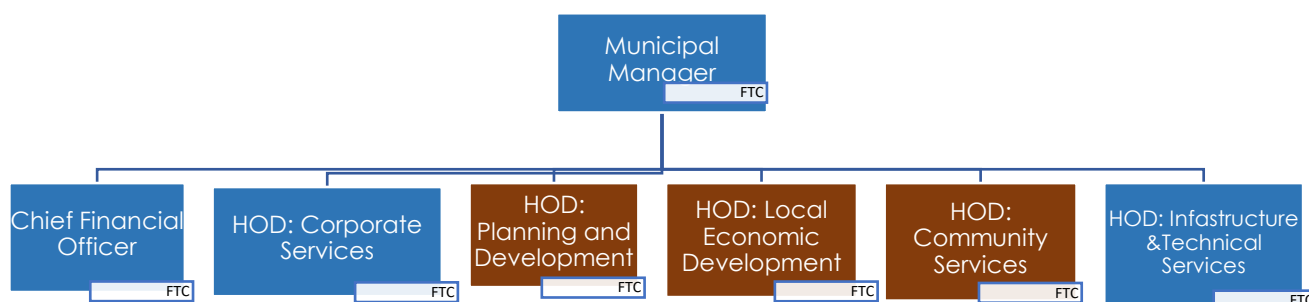 Municipal
Manager
FTC
Chief Financial
Officer
FTC
HOD: Corporate
Services
FTC
HOD:
Planning and
Development
FTC
HOD: Local
Economic
Development
FTC
HOD:
Community
Services
FTC
HOD: Infastructure
&Technical
Services
FTC